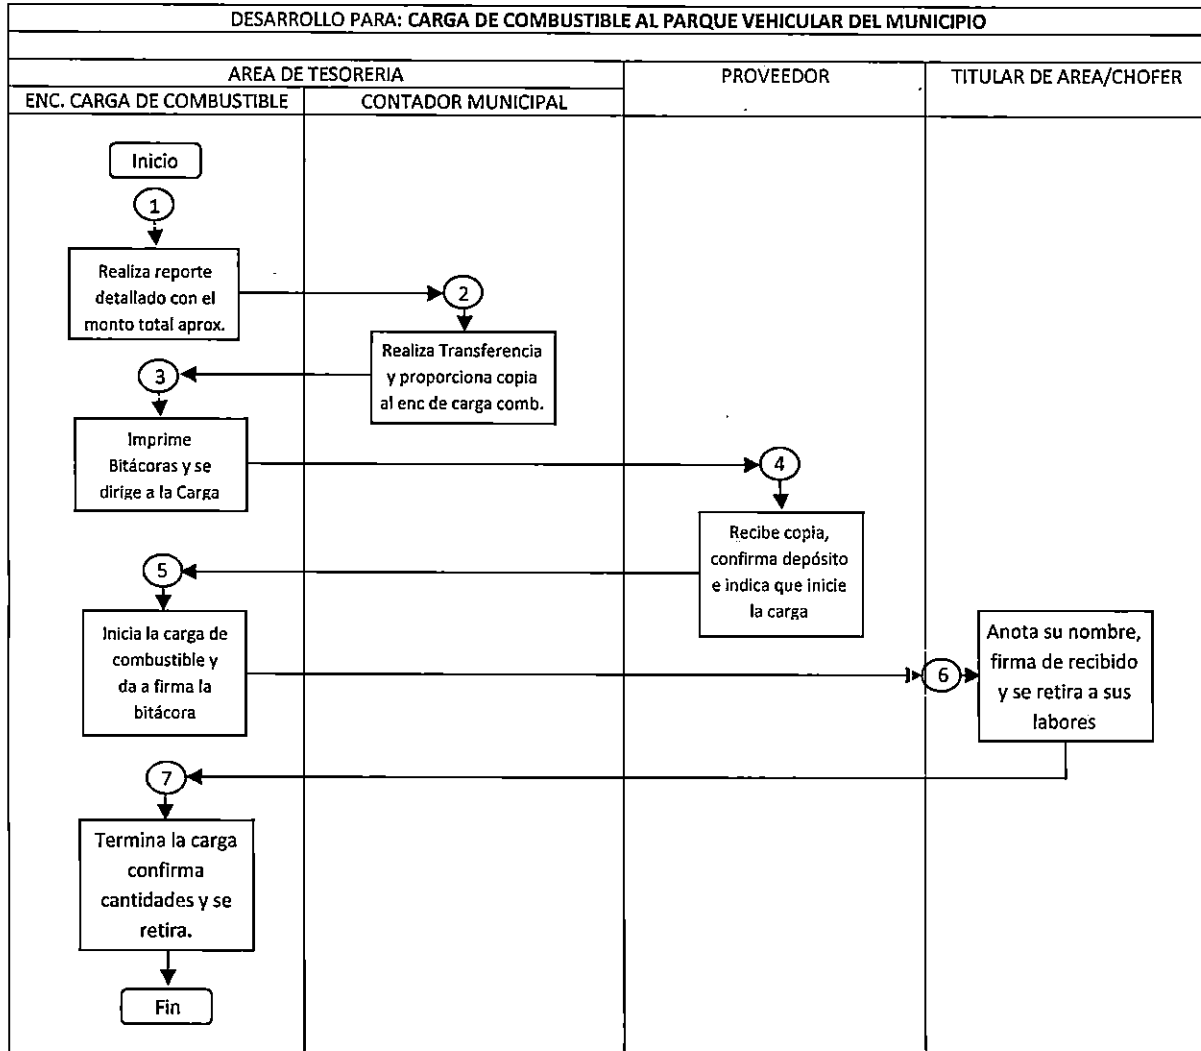 DESARROLLO PARA: CARGA DE COMBUSTIBLE AL PARQUE VEHICULAR DEL MUNICIPIO
AREA DE TESORERIA
PROVEEDOR
TITULAR DE AREA/CHOFER
ENC. CARGA DE COMBUSTIBLE
CONTADOR MUNICIPAL
Inicio
1
Realiza reporte
detallado con el
monto total aprox.
2
Realiza Transferencia
y proporciona copia
al enc de carga comb.
3
Imprime
Bitácoras y se
dirige a la Carga
4
Recibe copia,
confirma depósito
e indica que inicie
la carga
5
Inicia la carga de
combustible y
da a firma la
bitácora
6
Anota su nombre,
firma de recibido
y se retira a sus
labores
7
Termina la carga
confirma
cantidades y se
retira.
Fin